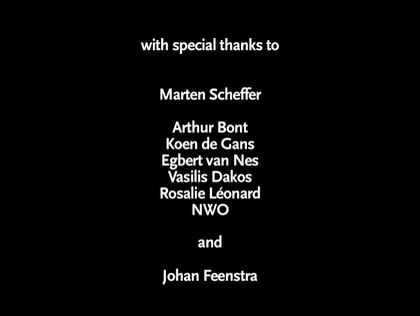 with special thanks to
Marten Scheffer
Arthur Bont
Koen de Gans
Egbert van Nes
Vasilis Dakos
Rosalie Léonard
NWO
and
Johan Feenstra